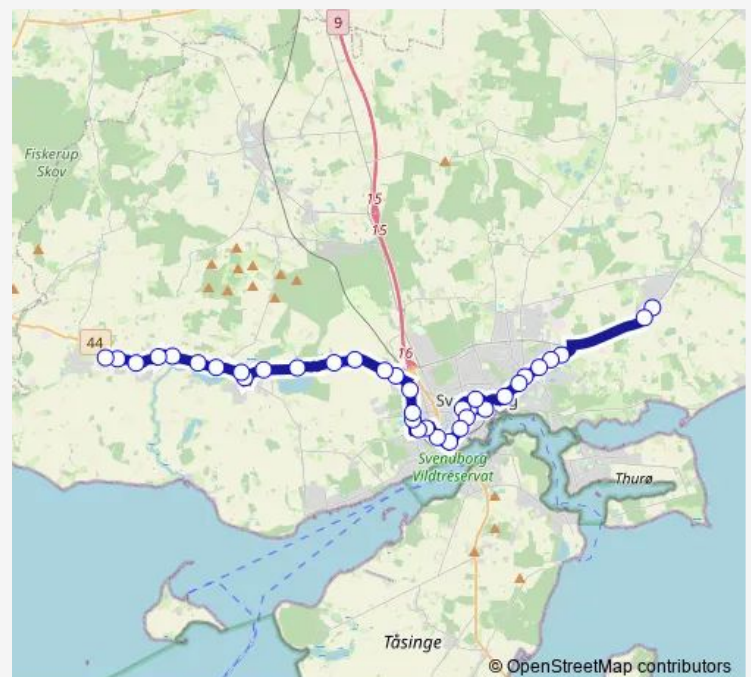 9
Fiskerup
Skov
15
15
44
16
Sv g
Svendborg
Vildtreservat
Thurø
Tåsinge
© OpenStreetMap contributors